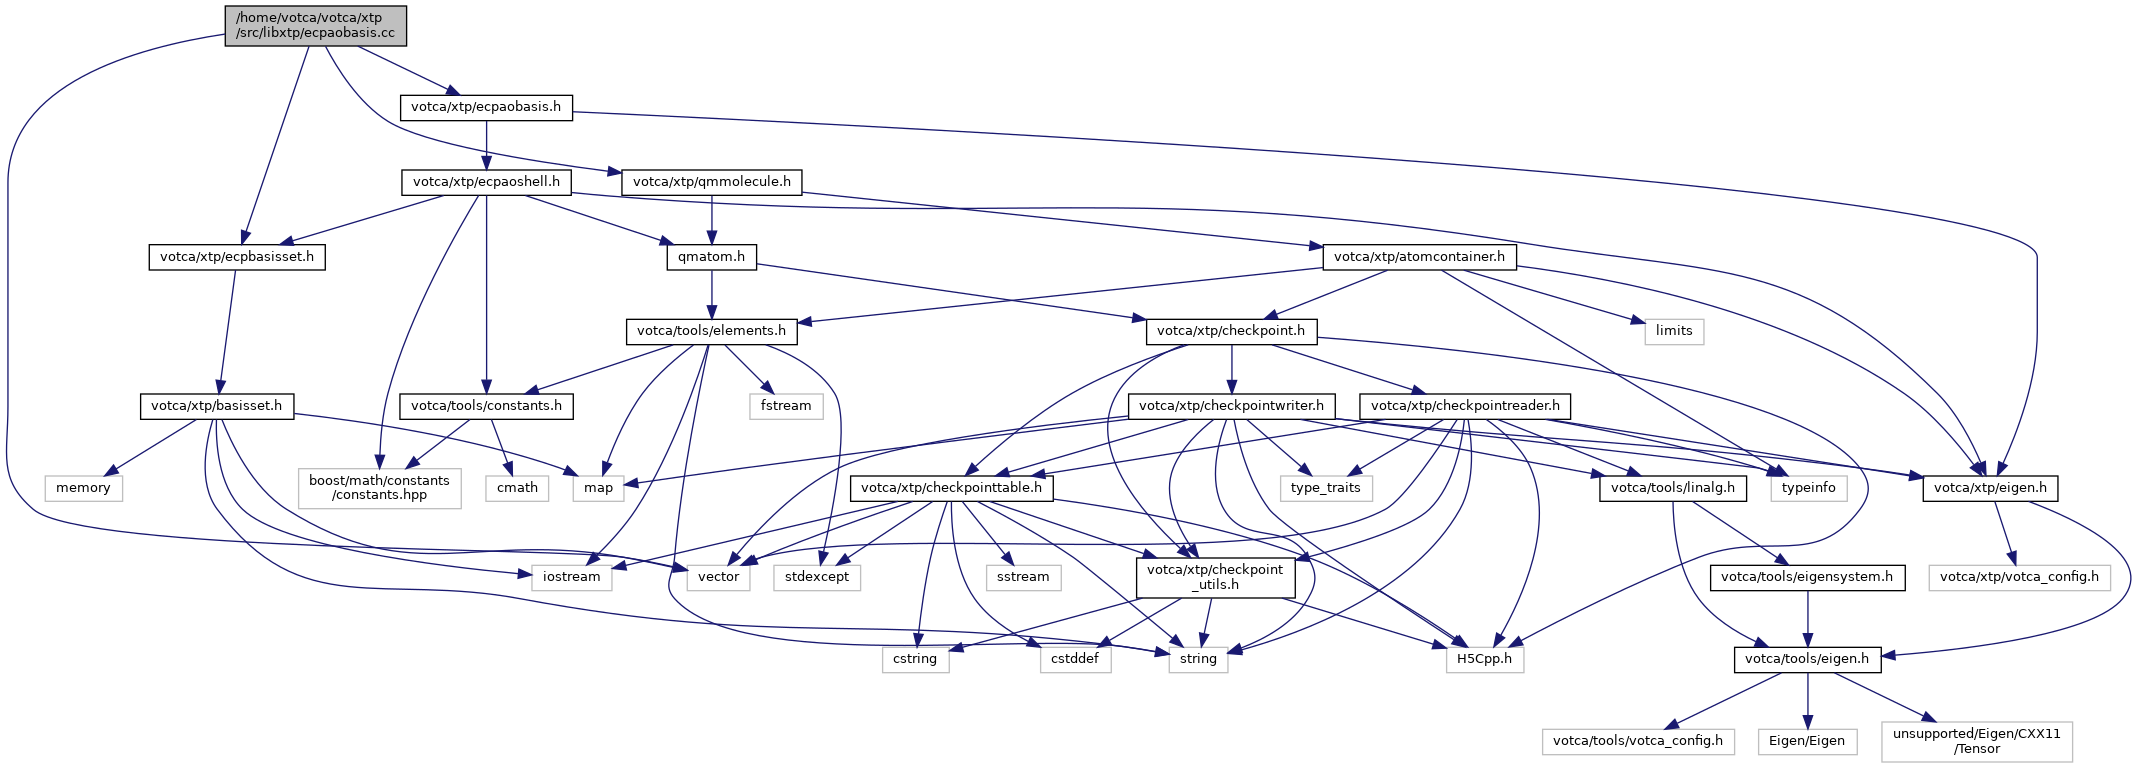 /home/votca/votca/xtp
/src/libxtp/ecpaobasis.cc
votca/xtp/ecpaobasis.h
votca/xtp/ecpaoshell.h
votca/xtp/qmmolecule.h
votca/xtp/ecpbasisset.h
qmatom.h
votca/xtp/atomcontainer.h
votca/tools/elements.h
votca/xtp/checkpoint.h
limits
votca/xtp/basisset.h
votca/tools/constants.h
fstream
votca/xtp/checkpointwriter.h
votca/xtp/checkpointreader.h
memory
boost/math/constants
/constants.hpp
cmath
map
votca/xtp/checkpointtable.h
type_traits
votca/tools/linalg.h
typeinfo
votca/xtp/eigen.h
iostream
vector
stdexcept
sstream
votca/xtp/checkpoint
_utils.h
votca/tools/eigensystem.h
votca/xtp/votca_config.h
cstring
cstddef
string
H5Cpp.h
votca/tools/eigen.h
votca/tools/votca_config.h
Eigen/Eigen
unsupported/Eigen/CXX11
/Tensor